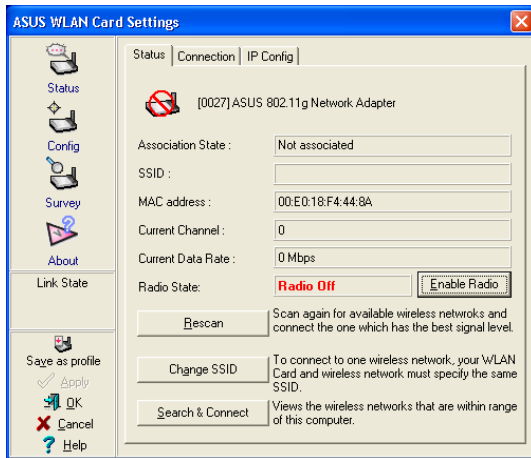 ASUS WLAN Card Settings
Status
Config
Survey
About
Link State
Save as profile
Apply
OK
Cancel
Help
Status
Connection
IP Config
[0027] ASUS 802.11g Network Adapter
Association State :
Not associated
SSID :
MAC address :
00:E0:18:F4:44:8A
Current Channel :
0
Current Data Rate :
0 Mbps
Radio State:
Radio Off
Enable Radio
Rescan
Scan again for available wireless netwroks and
connect the one which has the best signal level.
Change SSID
To connect to one wireless network, your WLAN
Card and wireless network must specify the same
SSID.
Search & Connect
Views the wireless networks that are within range
of this computer.